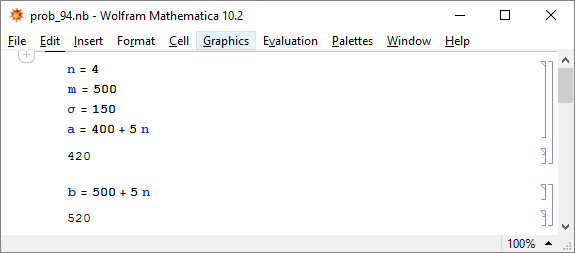 prob_94.nb - Wolfram Mathematica 10.2
File Edit Insert Format Cell Graphics Evaluation Palettes Window Help
n = 4
m = 500
σ = 150
a = 400 + 5 n
420
b = 500 + 5 n
520
100%